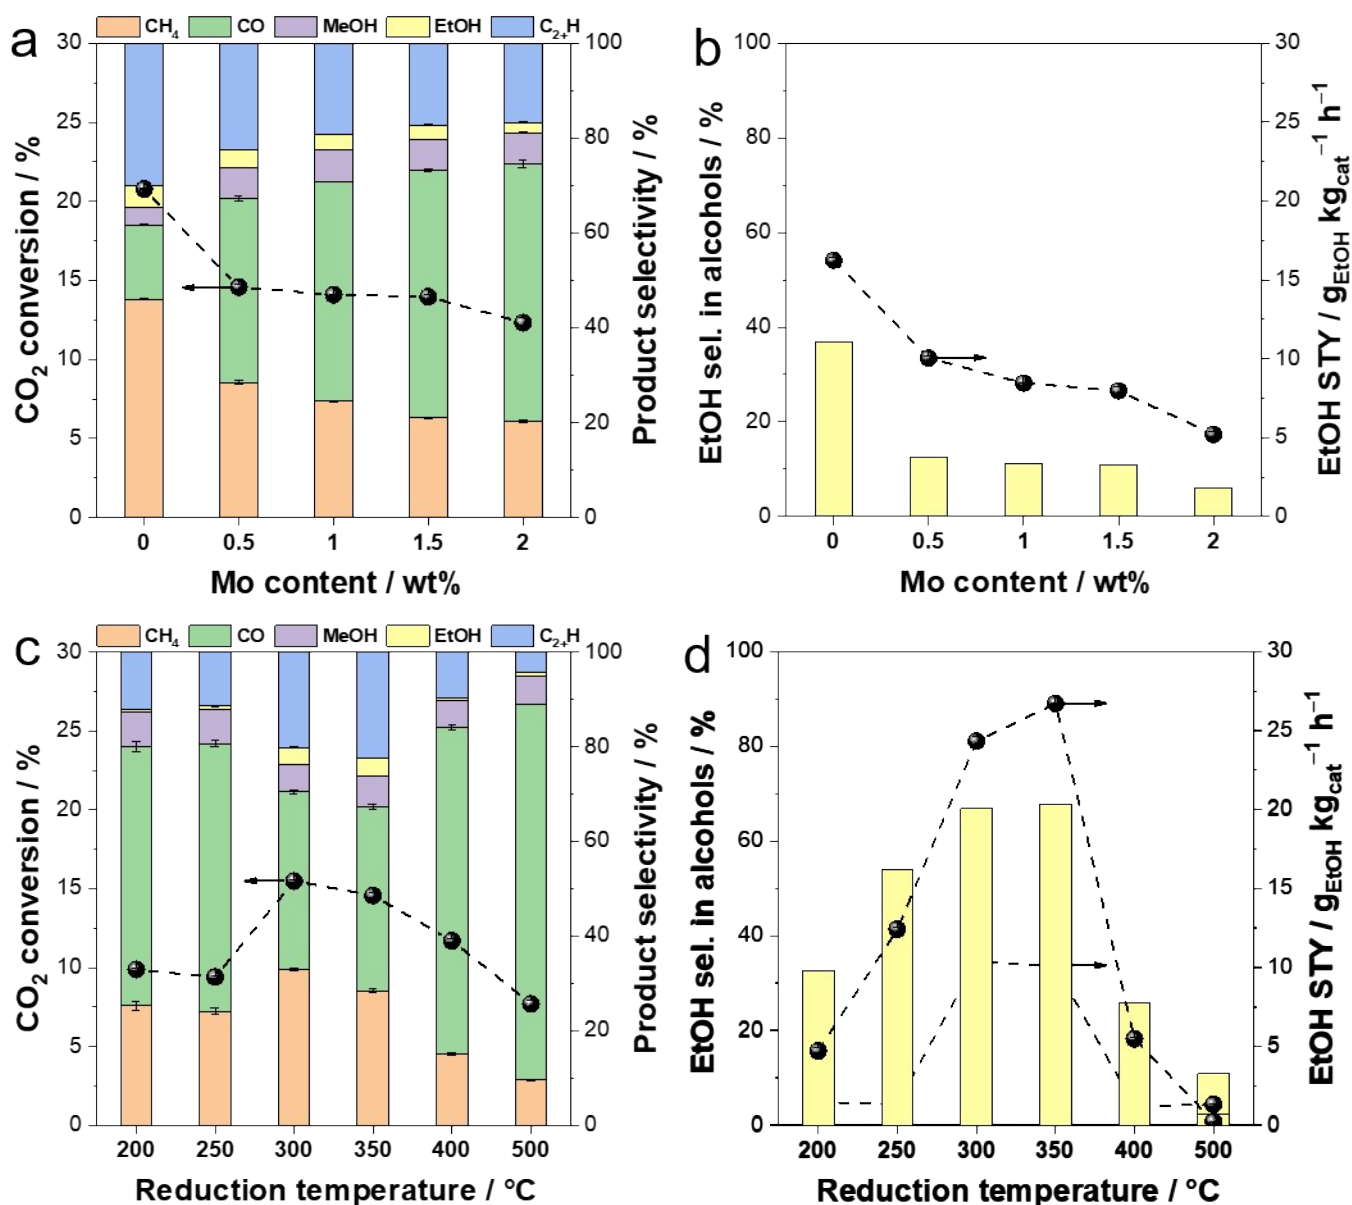 a
CH₄ CO MeOH EtOH C₂₊H
30 25 20 15 10 5 0
CO₂ conversion / %
100 80 60 40 20 0
Product selectivity / %
0 0.5 1 1.5 2
Mo content / wt%
b
100 80 60 40 20 0
EtOH sel. in alcohols / %
30 25 20 15 10 5 0
EtOH STY / g_EtOH kg_cat⁻¹ h⁻¹
0 0.5 1 1.5 2
Mo content / wt%
c
CH₄ CO MeOH EtOH C₂₊H
30 25 20 15 10 5 0
CO₂ conversion / %
100 80 60 40 20 0
Product selectivity / %
200 250 300 350 400 500
Reduction temperature / °C
d
100 80 60 40 20 0
EtOH sel. in alcohols / %
30 25 20 15 10 5 0
EtOH STY / g_EtOH kg_cat⁻¹ h⁻¹
200 250 300 350 400 500
Reduction temperature / °C